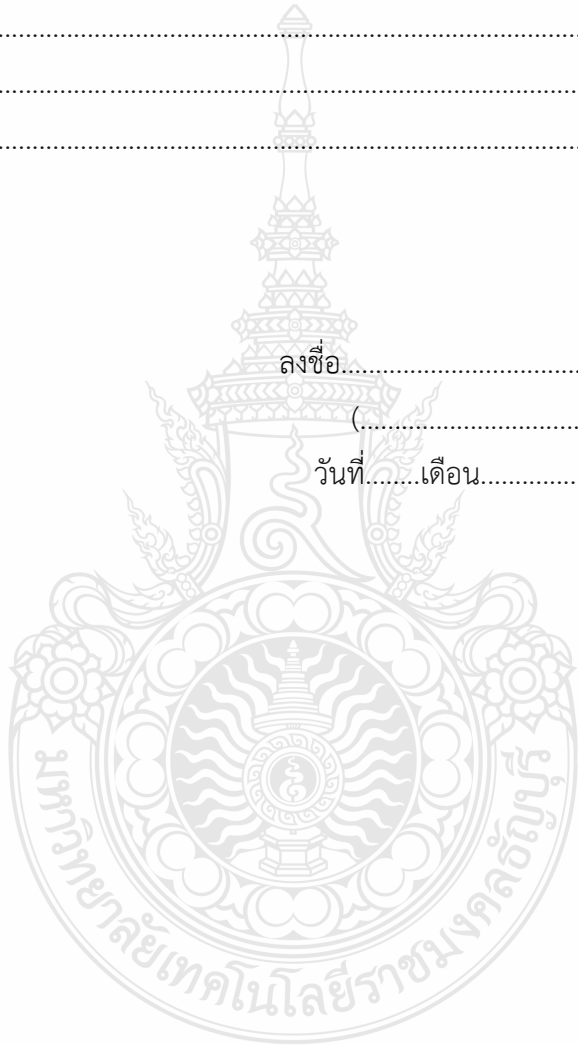 ................................................................................................
................................................................................................
................................................................................................
ลงชื่อ....................................
(................................
วันที่........เดือน...............
มหาวิทยาลัยเทคโนโลยีราชมงคลธัญบุรี